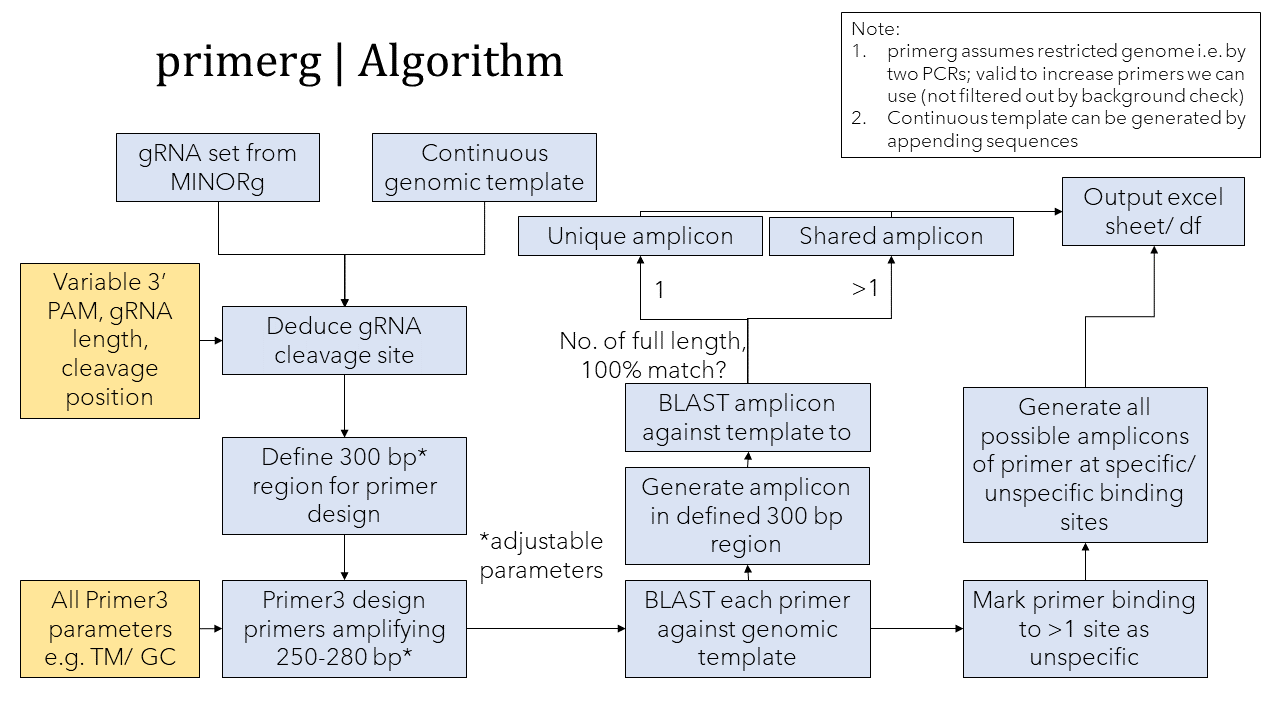 primerg | Algorithm
Note:
1. primerg assumes restricted genome i.e. by
two PCRs; valid to increase primers we can
use (not filtered out by background check)
2. Continuous template can be generated by
appending sequences
gRNA set from
MINORg
Continuous
genomic template
Variable 3’
PAM, gRNA
length,
cleavage
position
Deduce gRNA
cleavage site
Define 300 bp*
region for primer
design
All Primer3
parameters
e.g. TM/ GC
Primer3 design
primers amplifying
250-280 bp*
*adjustable
parameters
BLAST each primer
against genomic
template
Generate amplicon
in defined 300 bp
region
BLAST amplicon
against template to
No. of full length,
100% match?
1
>1
Unique amplicon
Shared amplicon
Output excel
sheet/ df
Generate all
possible amplicons
of primer at specific/
unspecific binding
sites
Mark primer binding
to >1 site as
unspecific